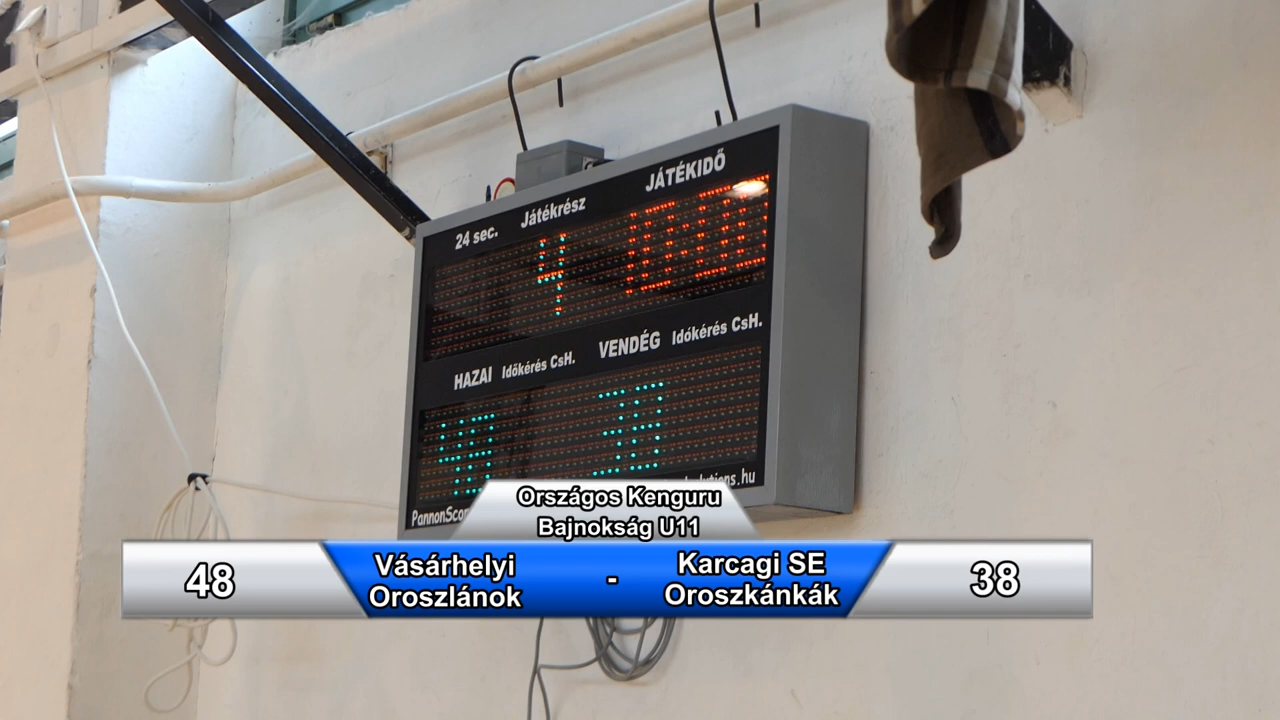 JÁTÉKIDŐ
24 sec. Játékrész
4
HAZAI Időkérés CsH. VENDÉG Időkérés CsH.
38
Országos Kenguru
Bajnokság U11
48 Vásárhelyi Oroszlánok - Karcagi SE Oroszkánkák 38